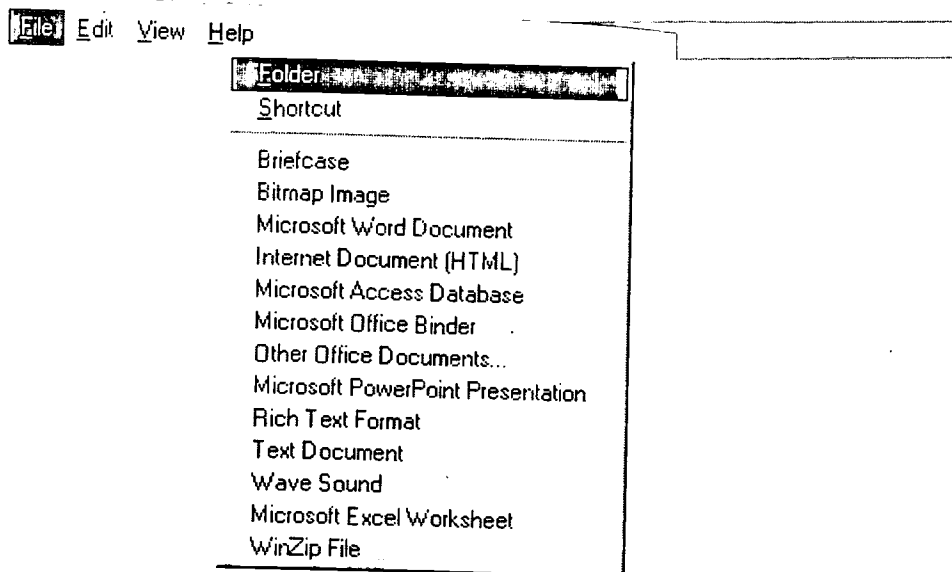 File Edit View Help
Folder
Shortcut
Briefcase
Bitmap Image
Microsoft Word Document
Internet Document (HTML)
Microsoft Access Database
Microsoft Office Binder
Other Office Documents...
Microsoft PowerPoint Presentation
Rich Text Format
Text Document
Wave Sound
Microsoft Excel Worksheet
WinZip File